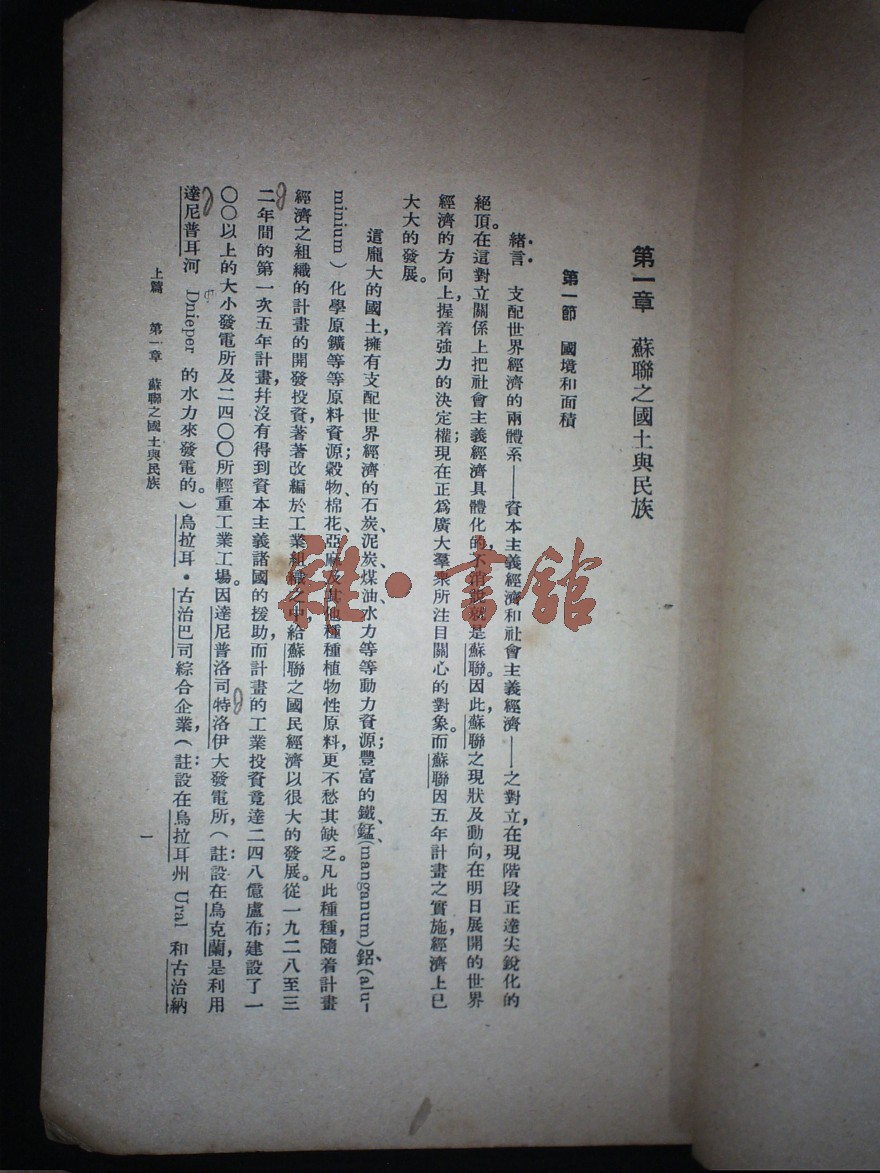 第一章　蘇聯之國土與民族
第一節　國境和面積
緒言　支配世界經濟的兩體系——資本主義經濟和社會主義經濟——之對立，在現階段正達尖銳化的
絕頂。在這對立關係上把社會主義經濟具體化的，不消說就是蘇聯。因此，蘇聯之現狀及動向，在明日展開的世界
經濟的方向上，握着強力的決定權；現在正爲廣大羣衆所注目關心的對象。而蘇聯因五年計畫之實施，經濟上已
大大的發展。
這龐大的國土，擁有支配世界經濟的石炭、泥炭、煤油、水力等等動力資源；豐富的鐵、錳(manganum)、鋁(alu-
minium) 化學原鑛等等原料資源；穀物、棉花、亞麻及其他種種植物性原料，更不愁其缺乏。凡此種種，隨着計畫
經濟之組織的計畫的開發投資，著著改編於工業組織之中，給蘇聯之國民經濟以很大的發展。從一九二八至三
二年間的第一次五年計畫，幷沒有得到資本主義諸國的援助，而計畫的工業投資竟達二四八億盧布；建設了一
〇〇以上的大小發電所及二四〇〇所輕重工業工場。因達尼普洛司特洛伊大發電所，(註：設在烏克蘭，是利用
達尼普耳河 Dnieper 的水力來發電的。)烏拉耳·古治巴司綜合企業，(註：設在烏拉耳州 Ural 和古治納
上篇　第一章　蘇聯之國土與民族
一
雜·書館